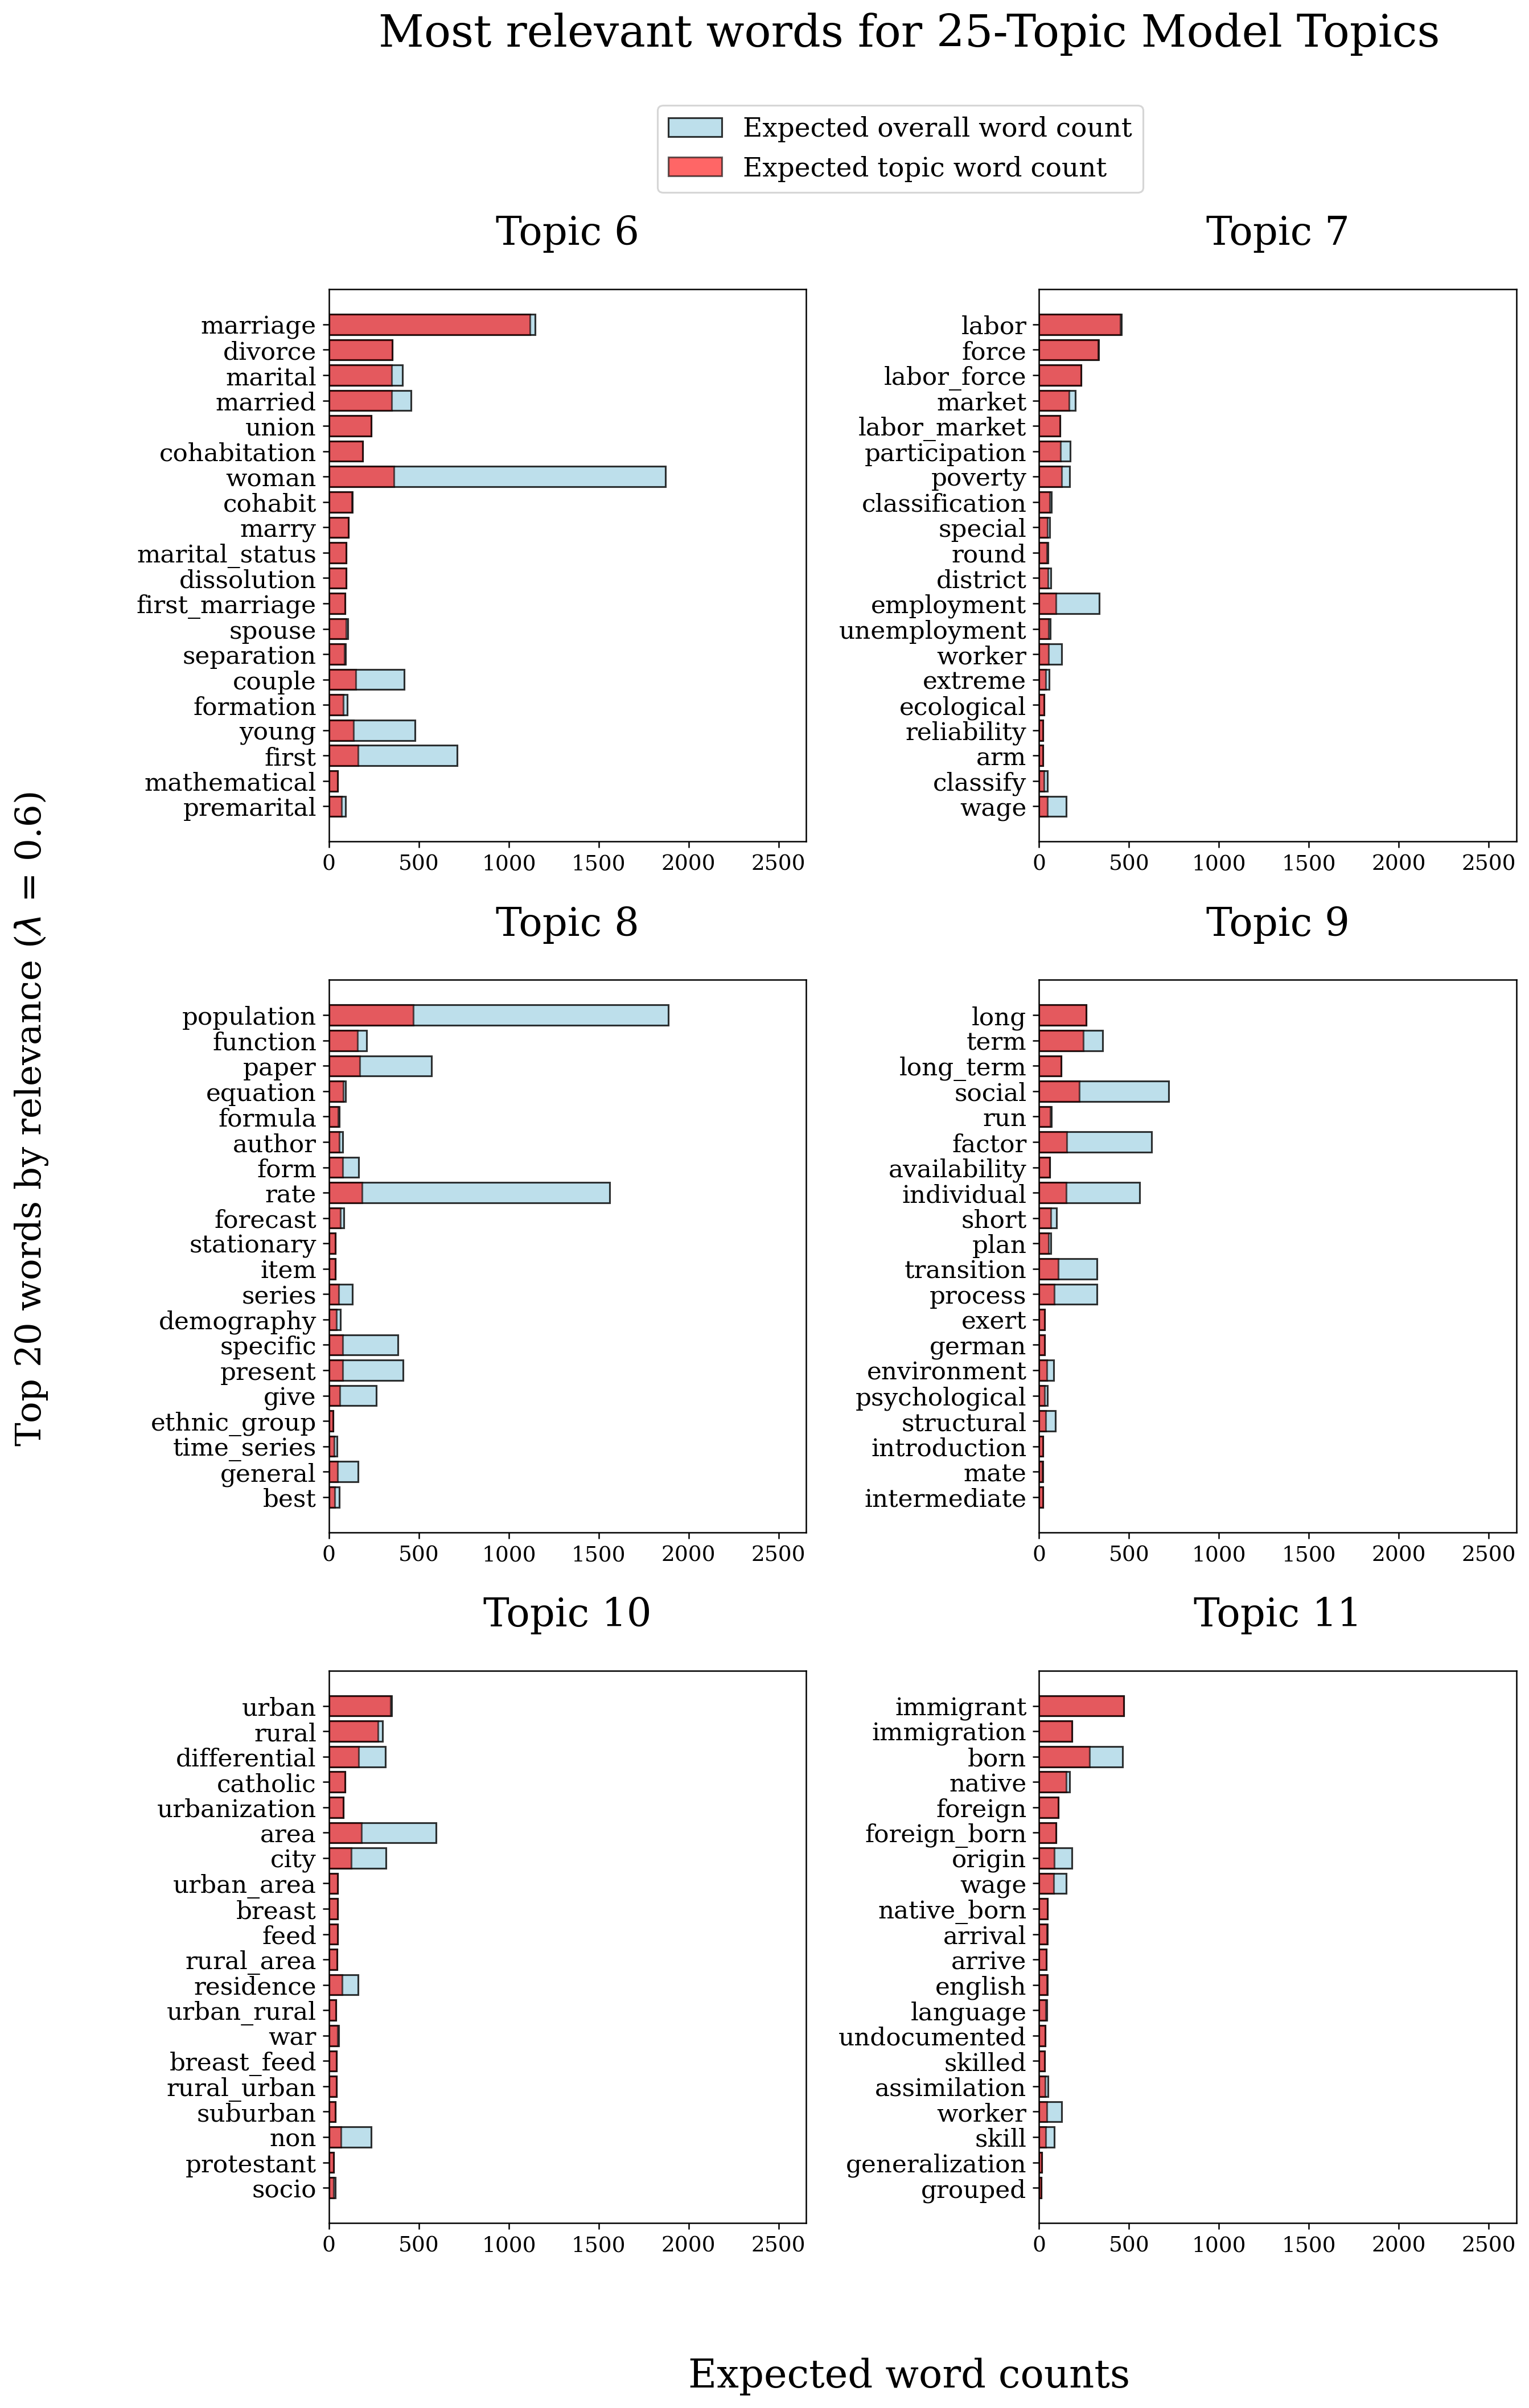 Most relevant words for 25-Topic Model Topics
Expected overall word count
Expected topic word count
Top 20 words by relevance (λ = 0.6)
Topic 6
marriage
divorce
marital
married
union
cohabitation
woman
cohabit
marry
marital_status
dissolution
first_marriage
spouse
separation
couple
formation
young
first
mathematical
premarital
0 500 1000 1500 2000 2500
Topic 7
labor
force
labor_force
market
labor_market
participation
poverty
classification
special
round
district
employment
unemployment
worker
extreme
ecological
reliability
arm
classify
wage
0 500 1000 1500 2000 2500
Topic 8
population
function
paper
equation
formula
author
form
rate
forecast
stationary
item
series
demography
specific
present
give
ethnic_group
time_series
general
best
0 500 1000 1500 2000 2500
Topic 9
long
term
long_term
social
run
factor
availability
individual
short
plan
transition
process
exert
german
environment
psychological
structural
introduction
mate
intermediate
0 500 1000 1500 2000 2500
Topic 10
urban
rural
differential
catholic
urbanization
area
city
urban_area
breast
feed
rural_area
residence
urban_rural
war
breast_feed
rural_urban
suburban
non
protestant
socio
0 500 1000 1500 2000 2500
Topic 11
immigrant
immigration
born
native
foreign
foreign_born
origin
wage
native_born
arrival
arrive
english
language
undocumented
skilled
assimilation
worker
skill
generalization
grouped
0 500 1000 1500 2000 2500
Expected word counts